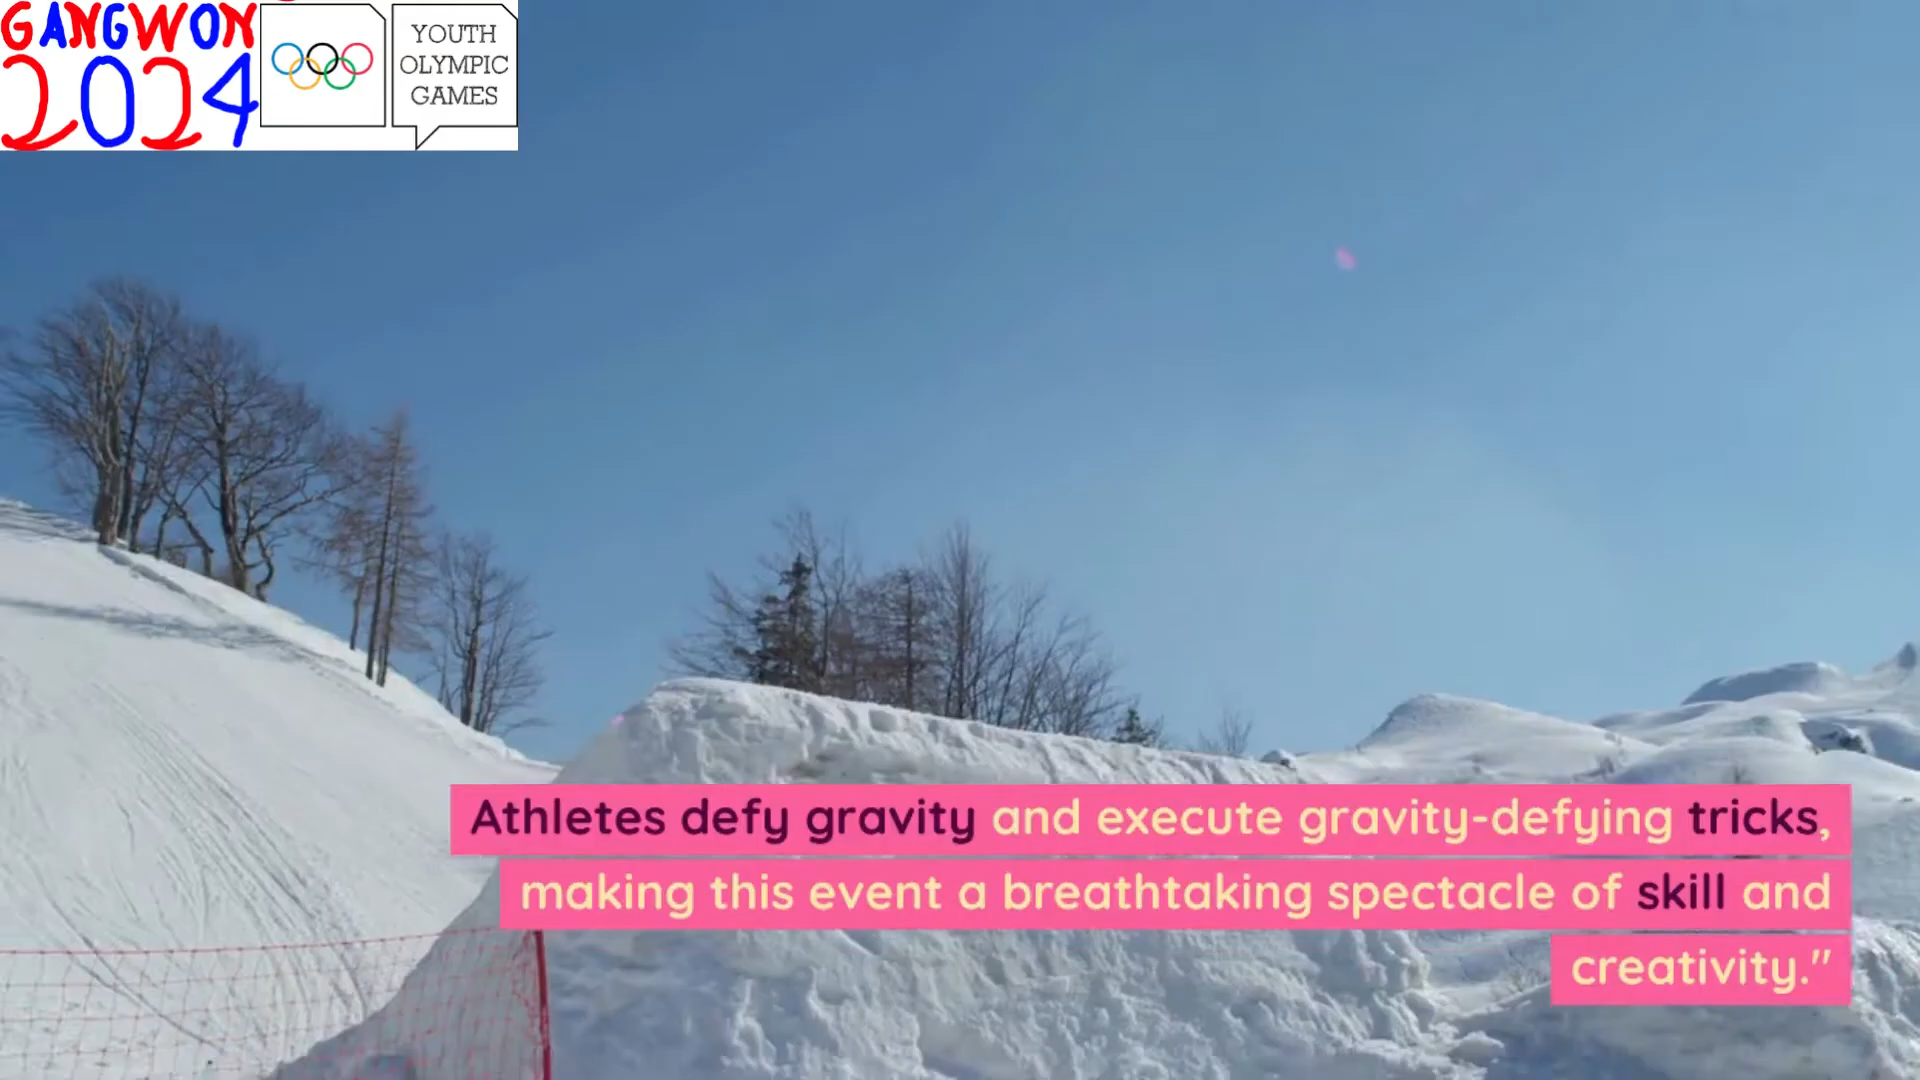 GANGWON
2024
YOUTH
OLYMPIC
GAMES
Athletes defy gravity and execute gravity-defying tricks,
making this event a breathtaking spectacle of skill and
creativity."